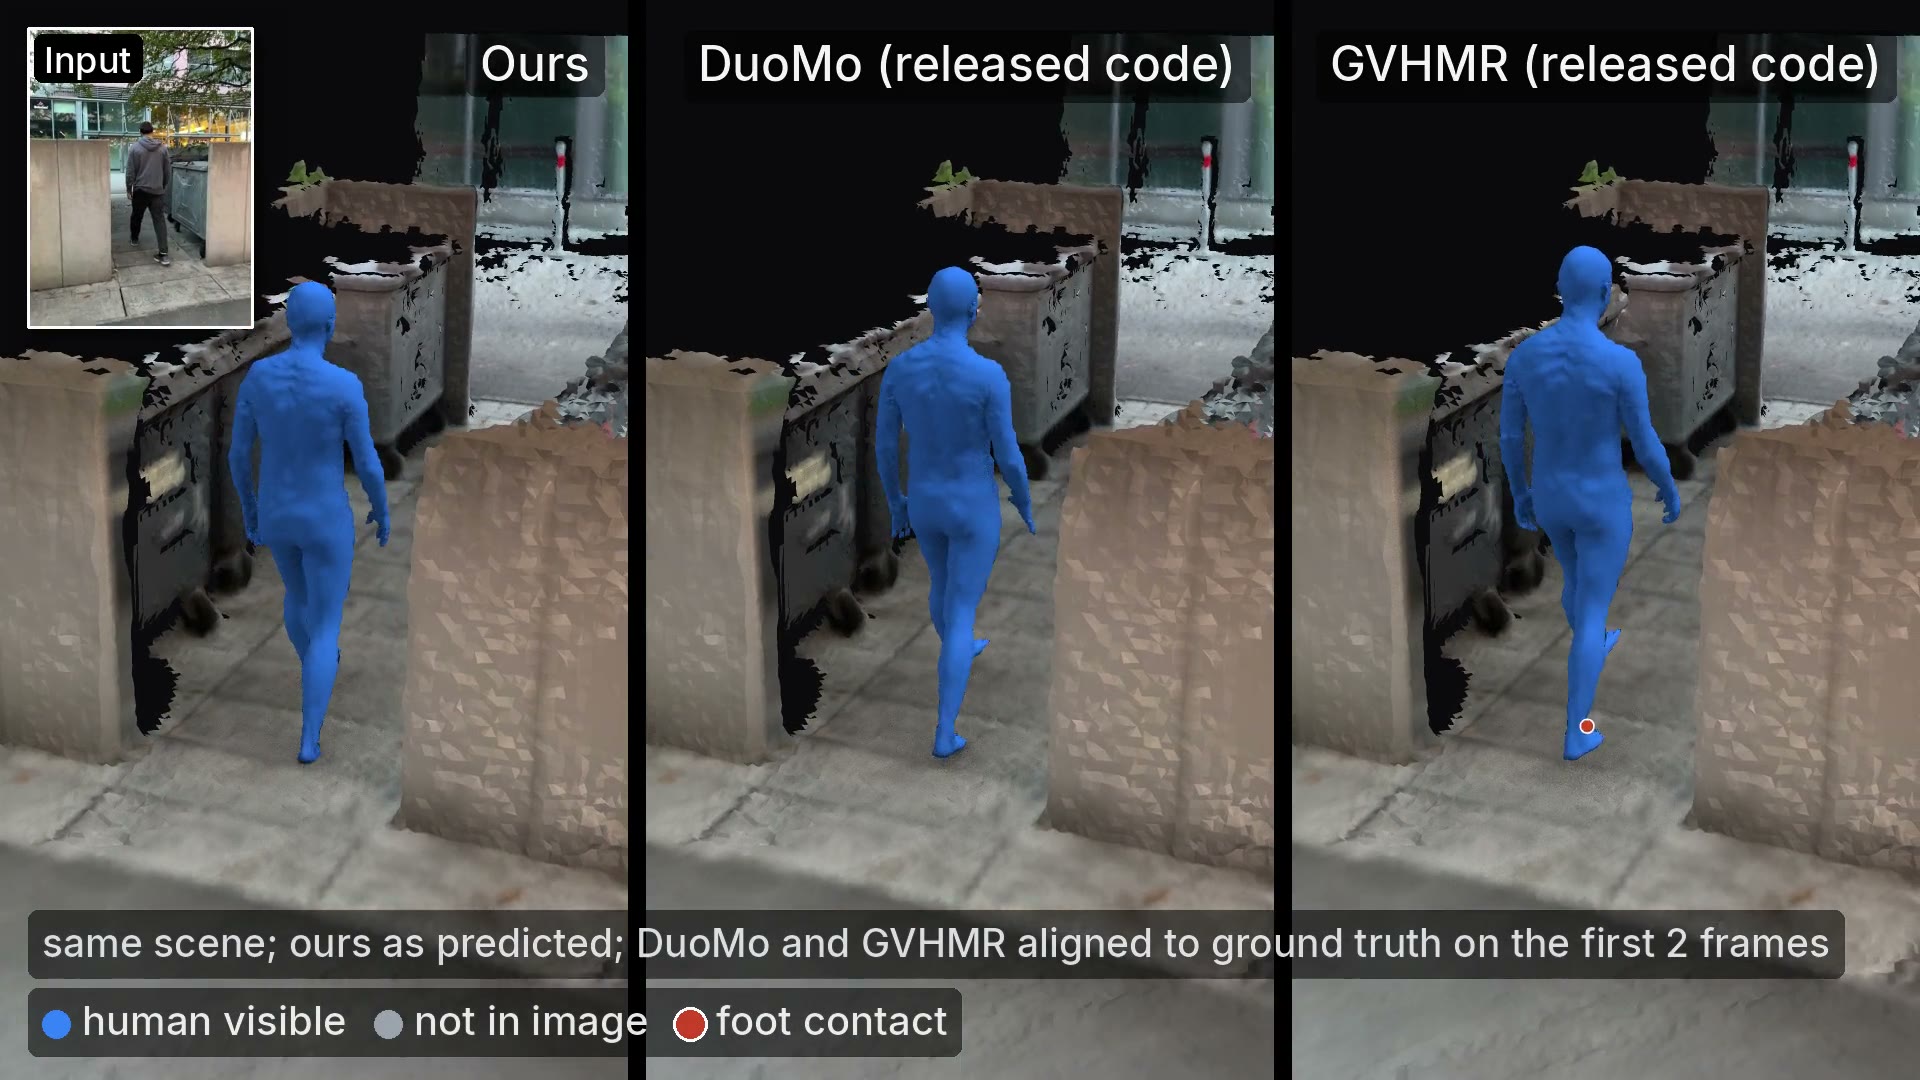 Input
Ours
DuoMo (released code)
GVHMR (released code)
same scene; ours as predicted; DuoMo and GVHMR aligned to ground truth on the first 2 frames
human visible
not in image
foot contact